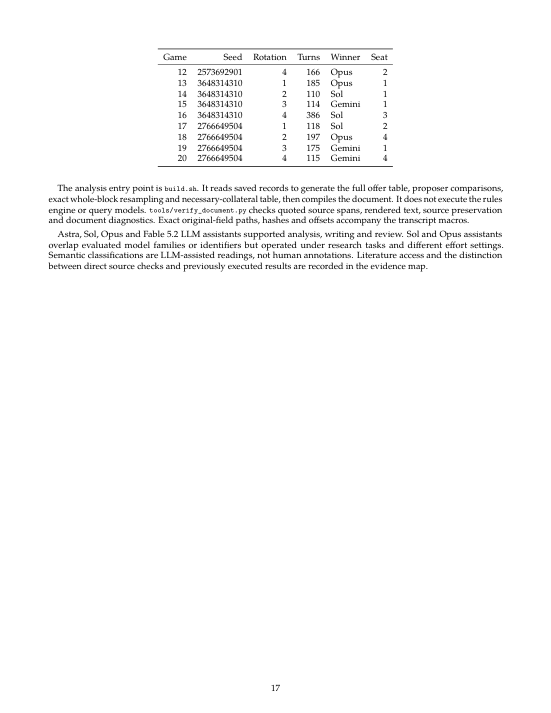 Game Seed Rotation Turns Winner Seat
12 2573692901 4 166 Opus 2
13 3648314310 1 185 Opus 1
14 3648314310 2 110 Sol 1
15 3648314310 3 114 Gemini 1
16 3648314310 4 386 Sol 3
17 2766649504 1 118 Sol 2
18 2766649504 2 197 Opus 4
19 2766649504 3 175 Gemini 1
20 2766649504 4 115 Gemini 4
The analysis entry point is build.sh. It reads saved records to generate the full offer table, proposer comparisons,
exact whole-block resampling and necessary-collateral table, then compiles the document. It does not execute the rules
engine or query models. tools/verify_document.py checks quoted source spans, rendered text, source preservation
and document diagnostics. Exact original-field paths, hashes and offsets accompany the transcript macros.
Astra, Sol, Opus and Fable 5.2 LLM assistants supported analysis, writing and review. Sol and Opus assistants
overlap evaluated model families or identifiers but operated under research tasks and different effort settings.
Semantic classifications are LLM-assisted readings, not human annotations. Literature access and the distinction
between direct source checks and previously executed results are recorded in the evidence map.
17